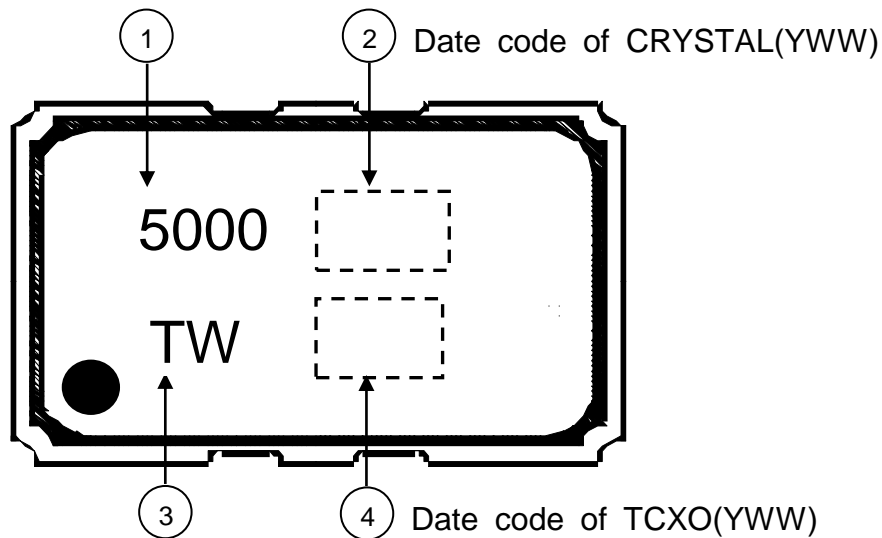 1
2 Date code of CRYSTAL(YWW)
5000
TW
3
4 Date code of TCXO(YWW)